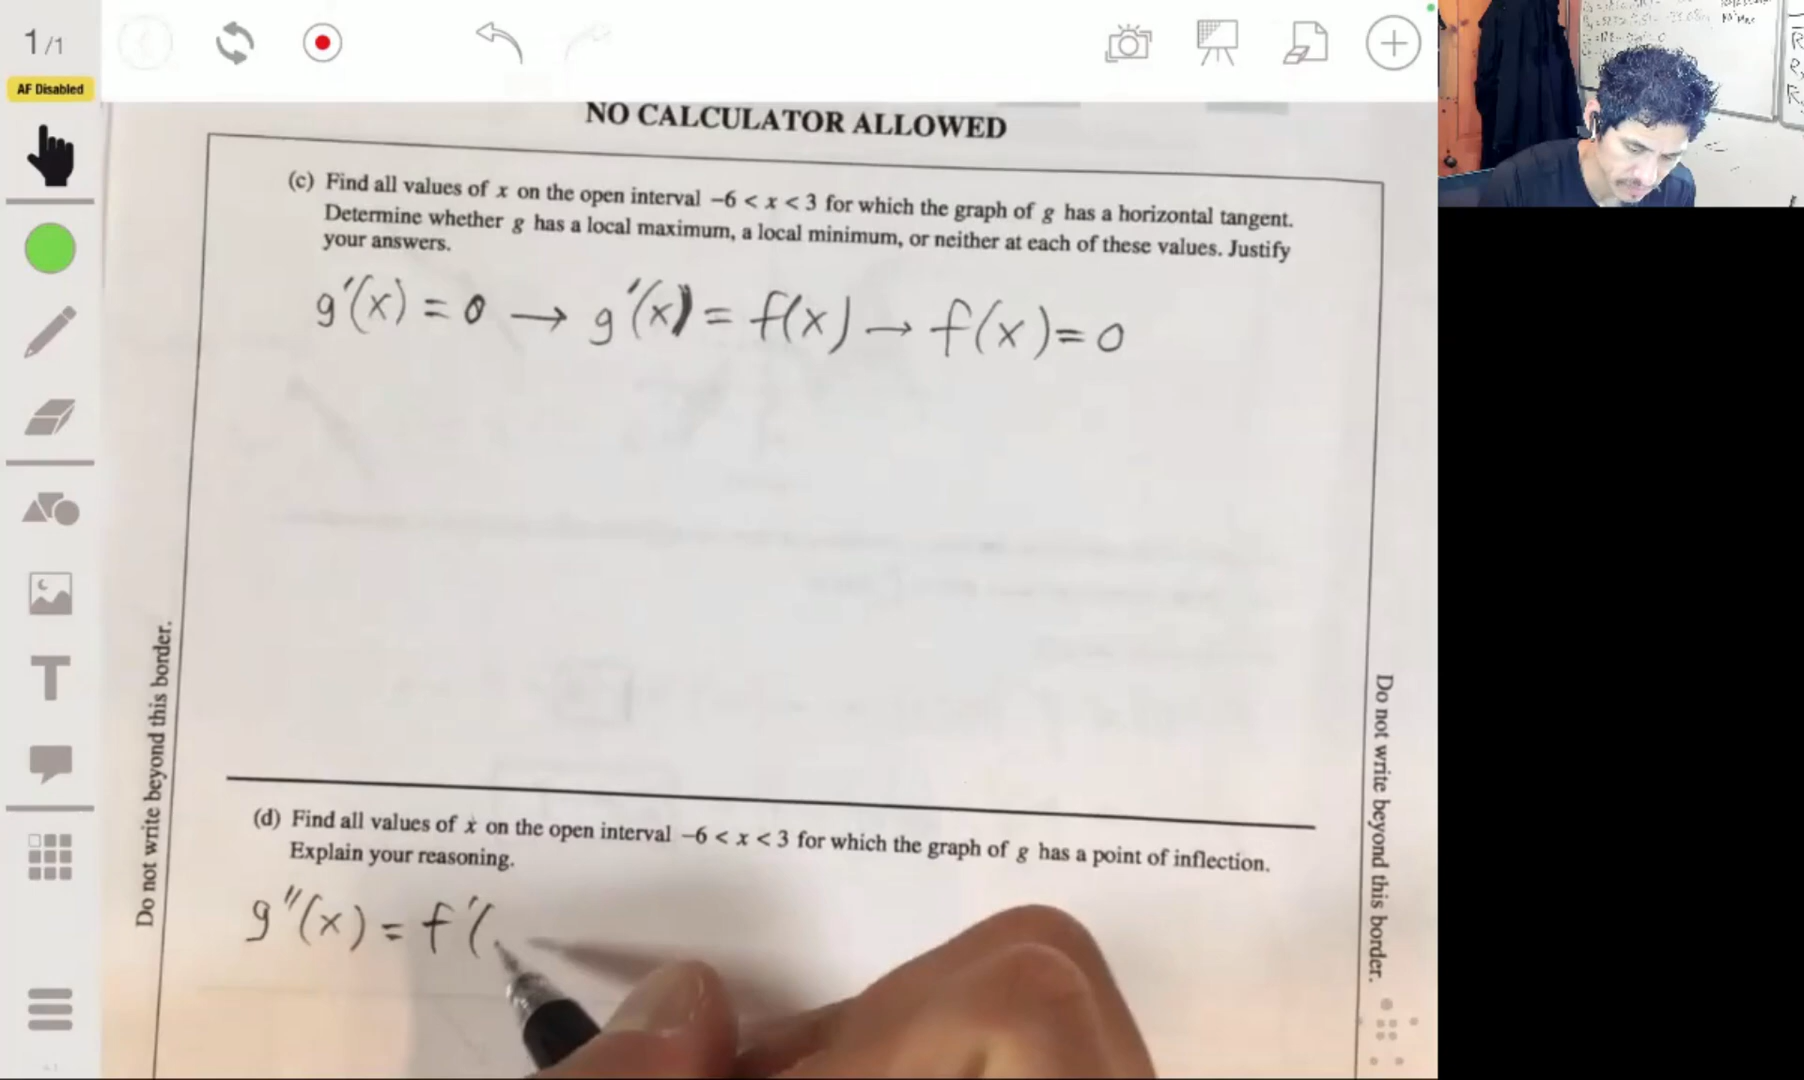 1/1
AF Disabled
NO CALCULATOR ALLOWED
(c) Find all values of x on the open interval −6 < x < 3 for which the graph of g has a horizontal tangent.
Determine whether g has a local maximum, a local minimum, or neither at each of these values. Justify
your answers.
g'(x) = 0 → g'(x) = f(x) → f(x) = 0
Do not write beyond this border.
Do not write beyond this border.
(d) Find all values of x on the open interval −6 < x < 3 for which the graph of g has a point of inflection.
Explain your reasoning.
g''(x) = f'(
T